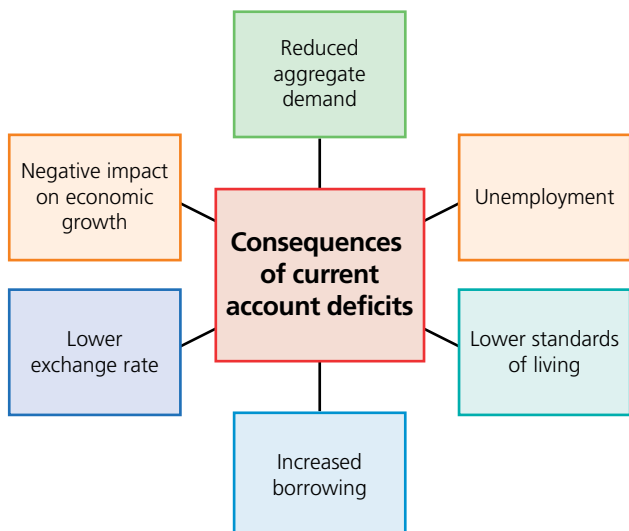 Reduced
aggregate
demand
Negative impact
on economic
growth
Unemployment
Consequences
of current
account deficits
Lower
exchange rate
Lower standards
of living
Increased
borrowing